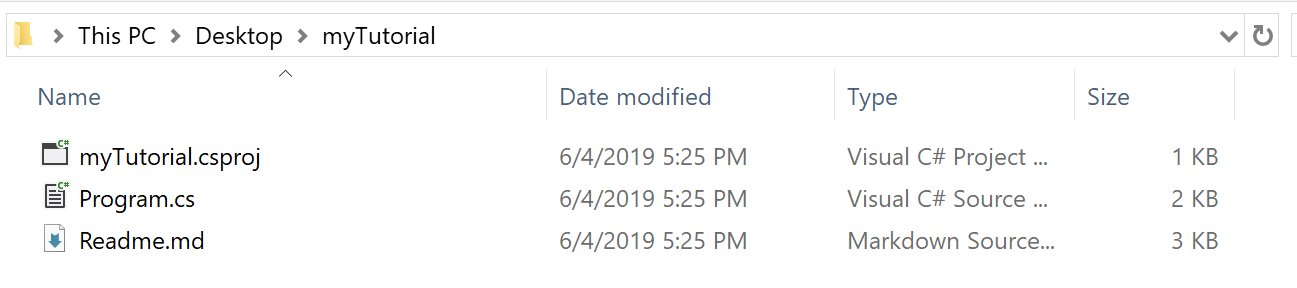 This PC > Desktop > myTutorial
Name Date modified Type Size
C# myTutorial.csproj 6/4/2019 5:25 PM Visual C# Project ... 1 KB
C# Program.cs 6/4/2019 5:25 PM Visual C# Source ... 2 KB
Readme.md 6/4/2019 5:25 PM Markdown Source... 3 KB